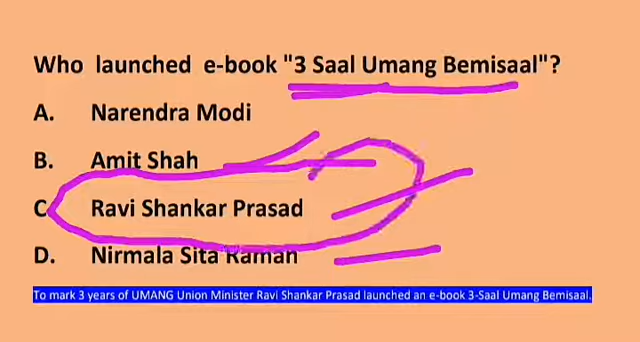 Who launched e-book "3 Saal Umang Bemisaal"?
A. Narendra Modi
B. Amit Shah
C. Ravi Shankar Prasad
D. Nirmala Sita Raman
To mark 3 years of UMANG Union Minister Ravi Shankar Prasad launched an e-book 3-Saal Umang Bemisaal.